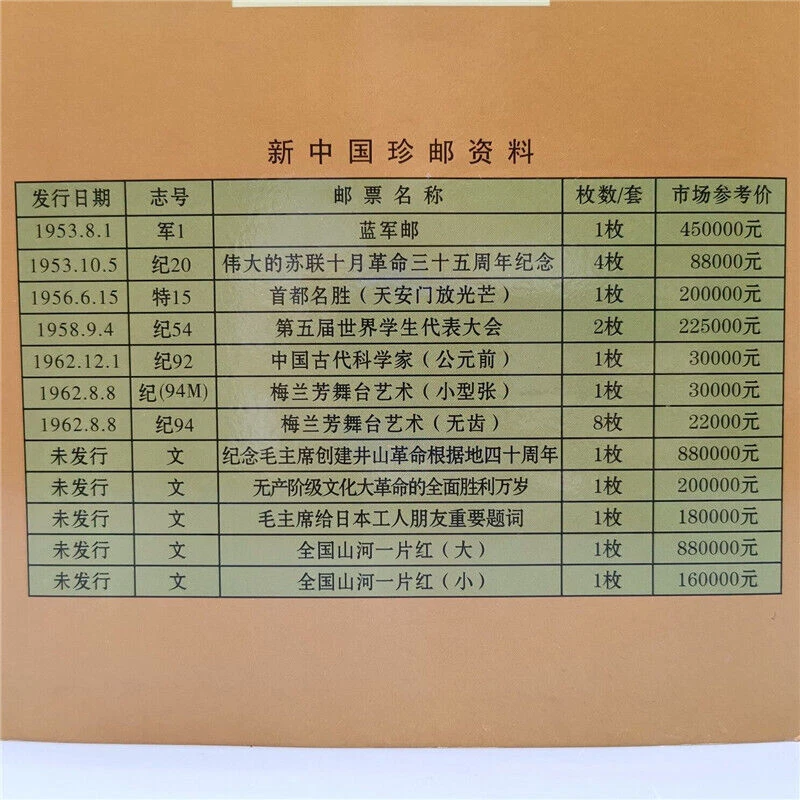 新中国珍邮资料
发行日期 志号 邮票名称 枚数/套 市场参考价
1953.8.1 军1 蓝军邮 1枚 450000元
1953.10.5 纪20 伟大的苏联十月革命三十五周年纪念 4枚 88000元
1956.6.15 特15 首都名胜(天安门放光芒) 1枚 200000元
1958.9.4 纪54 第五届世界学生代表大会 2枚 225000元
1962.12.1 纪92 中国古代科学家(公元前) 1枚 30000元
1962.8.8 纪(94M) 梅兰芳舞台艺术(小型张) 1枚 30000元
1962.8.8 纪94 梅兰芳舞台艺术(无齿) 8枚 22000元
未发行 文 纪念毛主席创建井山革命根据地四十周年 1枚 880000元
未发行 文 无产阶级文化大革命的全面胜利万岁 1枚 200000元
未发行 文 毛主席给日本工人朋友重要题词 1枚 180000元
未发行 文 全国山河一片红(大) 1枚 880000元
未发行 文 全国山河一片红(小) 1枚 160000元